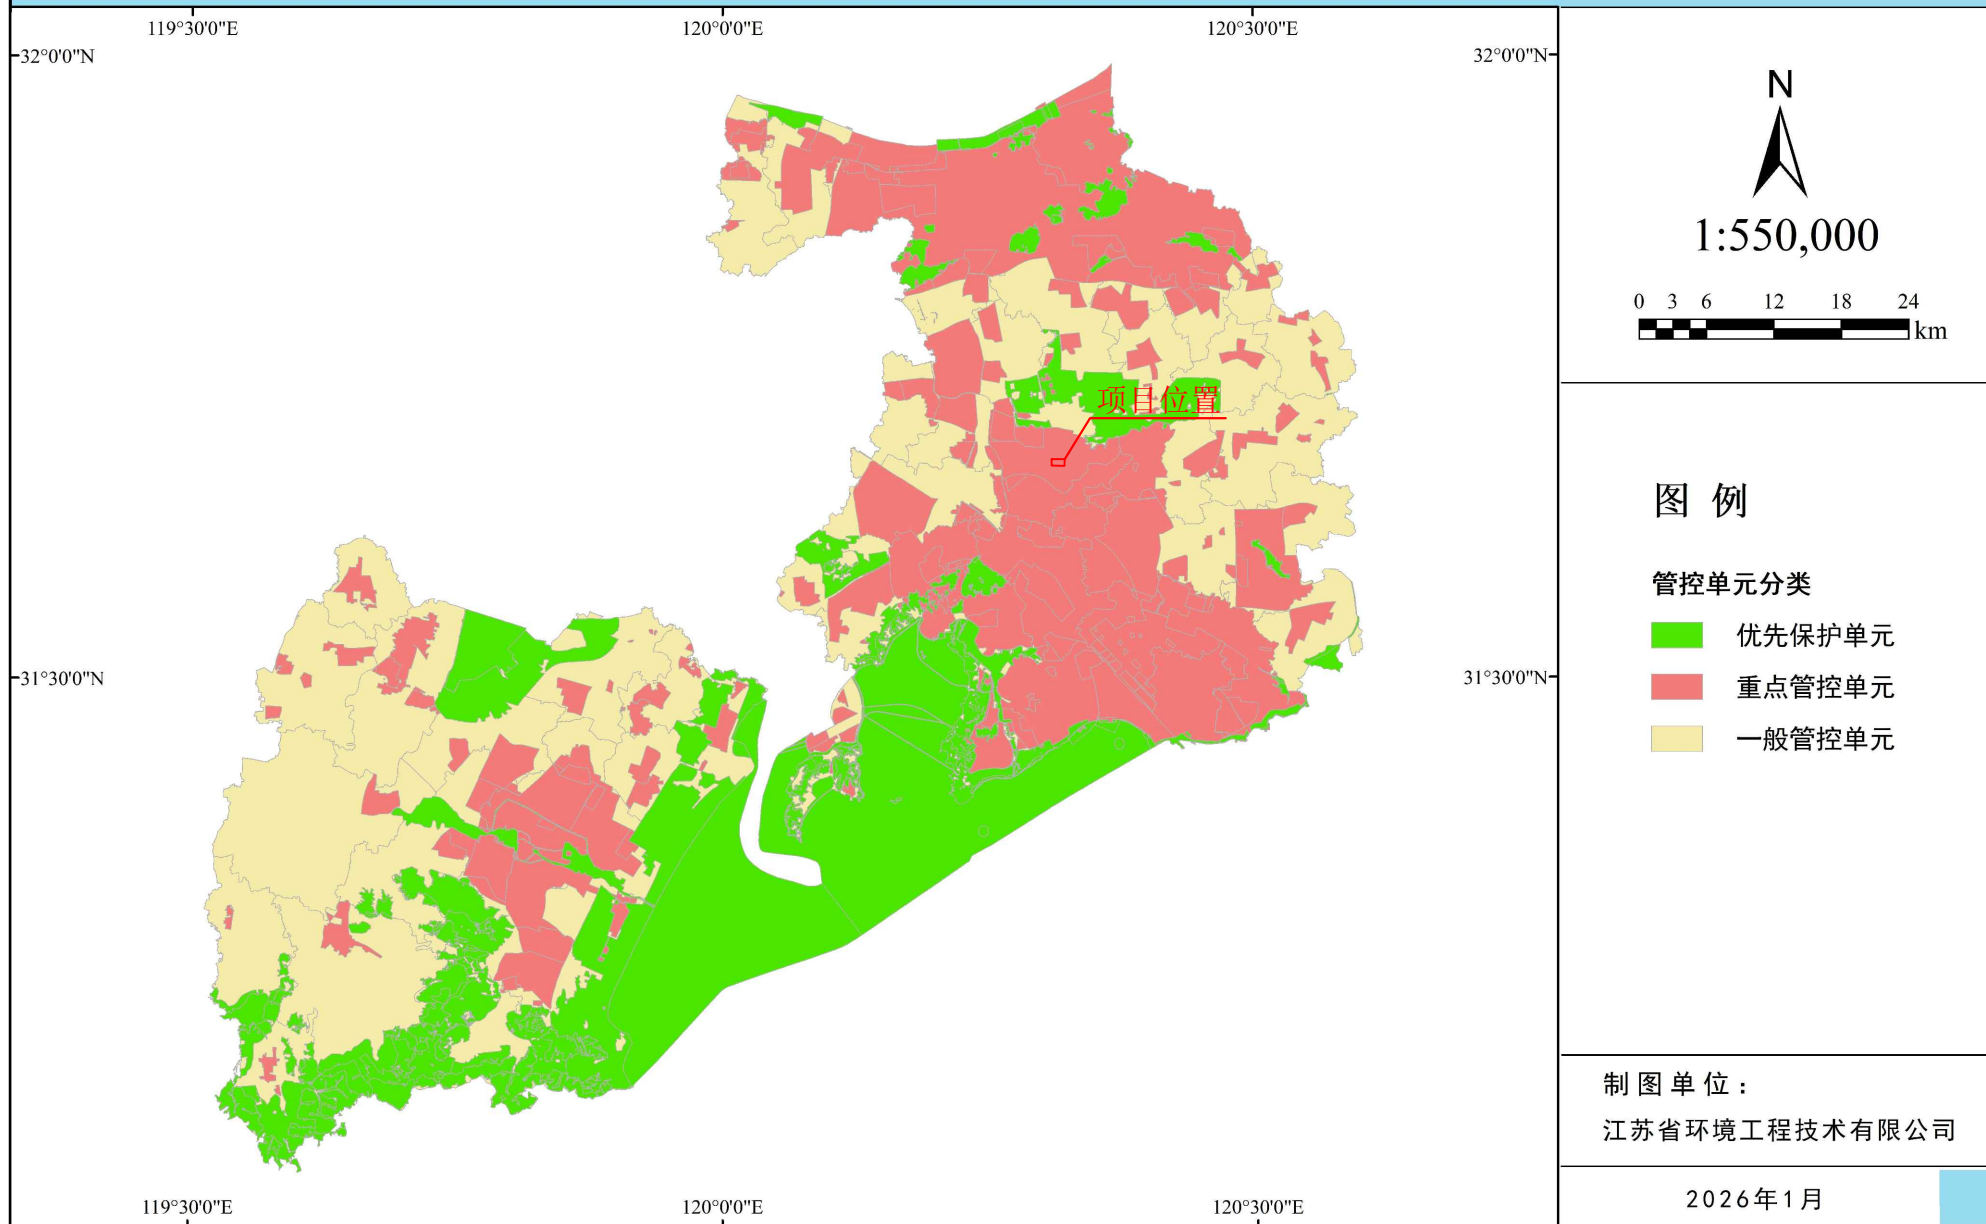 119°30'0"E
120°0'0"E
120°30'0"E
32°0'0"N
32°0'0"N
N
1:550,000
0 3 6 12 18 24
km
项目位置
图 例
管控单元分类
优先保护单元
重点管控单元
一般管控单元
31°30'0"N
31°30'0"N
制图单位：
江苏省环境工程技术有限公司
2026年1月
119°30'0"E
120°0'0"E
120°30'0"E